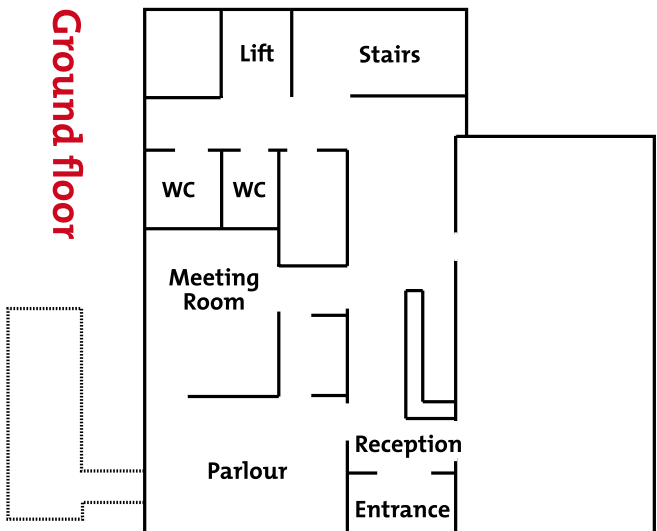 Ground floor
Lift
Stairs
WC
WC
Meeting
Room
Reception
Parlour
Entrance